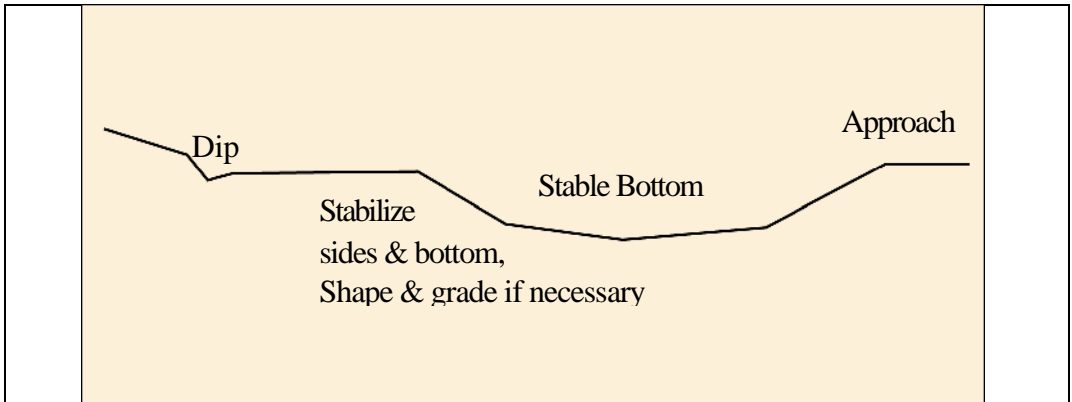 Approach
Dip
Stable Bottom
Stabilize
sides & bottom,
Shape & grade if necessary